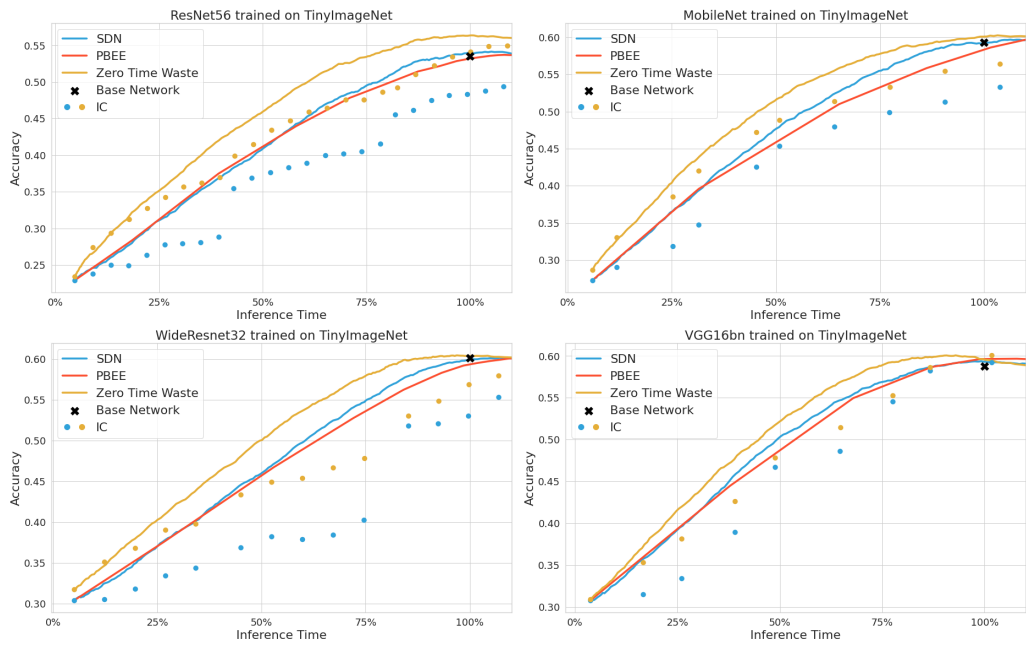 ResNet56 trained on TinyImageNet
SDN
PBEE
Zero Time Waste
Base Network
IC
Accuracy
0.55
0.50
0.45
0.40
0.35
0.30
0.25
0% 25% 50% 75% 100%
Inference Time
MobileNet trained on TinyImageNet
SDN
PBEE
Zero Time Waste
Base Network
IC
Accuracy
0.60
0.55
0.50
0.45
0.40
0.35
0.30
0% 25% 50% 75% 100%
Inference Time
WideResnet32 trained on TinyImageNet
SDN
PBEE
Zero Time Waste
Base Network
IC
Accuracy
0.60
0.55
0.50
0.45
0.40
0.35
0.30
0% 25% 50% 75% 100%
Inference Time
VGG16bn trained on TinyImageNet
SDN
PBEE
Zero Time Waste
Base Network
IC
Accuracy
0.60
0.55
0.50
0.45
0.40
0.35
0.30
0% 25% 50% 75% 100%
Inference Time